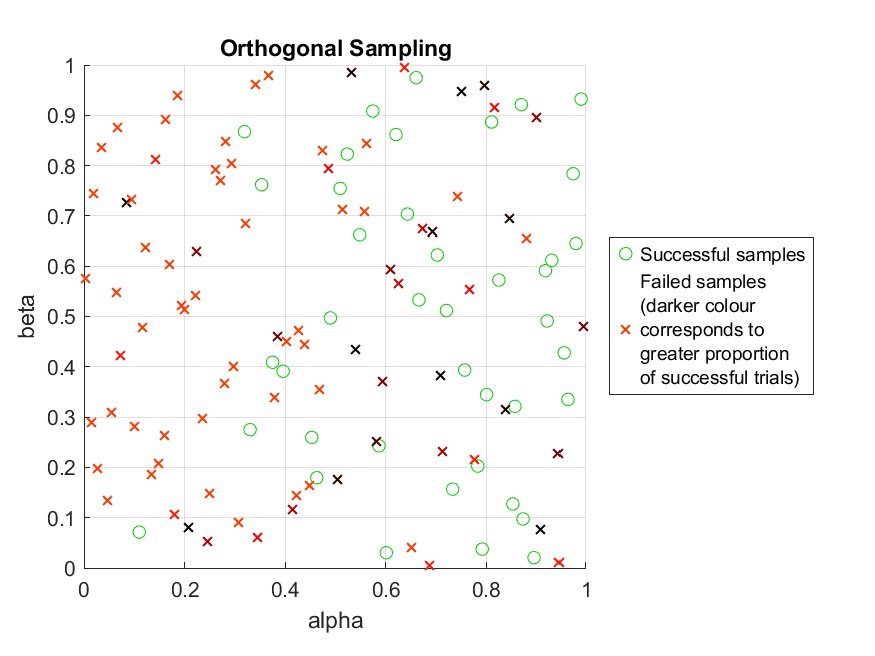 Orthogonal Sampling
1
0.9
0.8
0.7
0.6
0.5
0.4
0.3
0.2
0.1
0
beta
0 0.2 0.4 0.6 0.8 1
alpha
Successful samples
Failed samples
(darker colour
corresponds to
greater proportion
of successful trials)